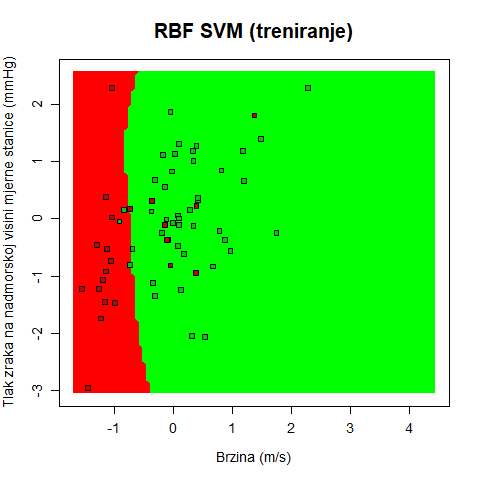 RBF SVM (treniranje)
Tlak zraka na nadmorskoj visini mjerne stanice (mmHg)
2
1
0
-1
-2
-3
-1 0 1 2 3 4
Brzina (m/s)